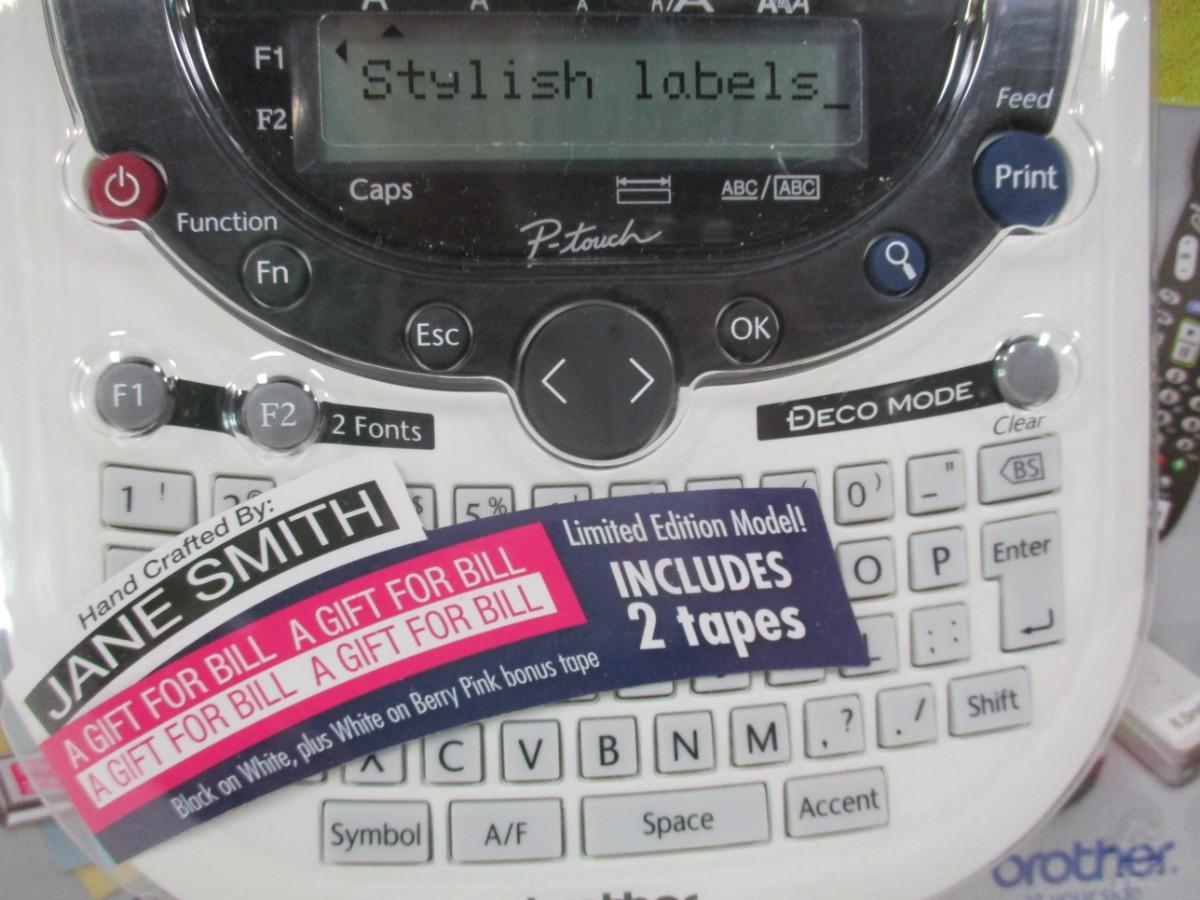 F1
Stylish labels_
F2
Feed
Print
Caps
ABC/ABC
Function
P-touch
Fn
Esc
OK
F1
F2
2 Fonts
DECO MODE
Clear
1 !
5 %
0 )
_ "
BS
Hand Crafted By:
JANE SMITH
A GIFT FOR BILL A GIFT FOR BILL
A GIFT FOR BILL A GIFT FOR BILL
Black on White, plus White on Berry Pink bonus tape
Limited Edition Model!
INCLUDES
2 tapes
O
P
Enter
X
C
V
B
N
M
, ?
. /
Shift
Symbol
A/F
Space
Accent
brother